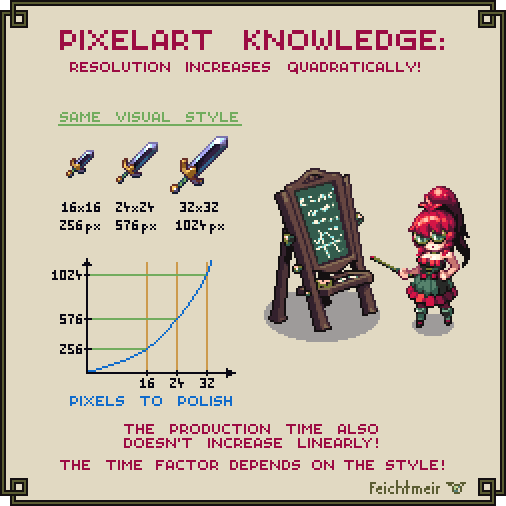 PIXELART KNOWLEDGE:
RESOLUTION INCREASES QUADRATICALLY!
SAME VISUAL STYLE
16x16 24x24 32x32
256px 576px 1024px
1024
576
256
16 24 32
PIXELS TO POLISH
THE PRODUCTION TIME ALSO
DOESN'T INCREASE LINEARLY!
THE TIME FACTOR DEPENDS ON THE STYLE!
Feichtmeir